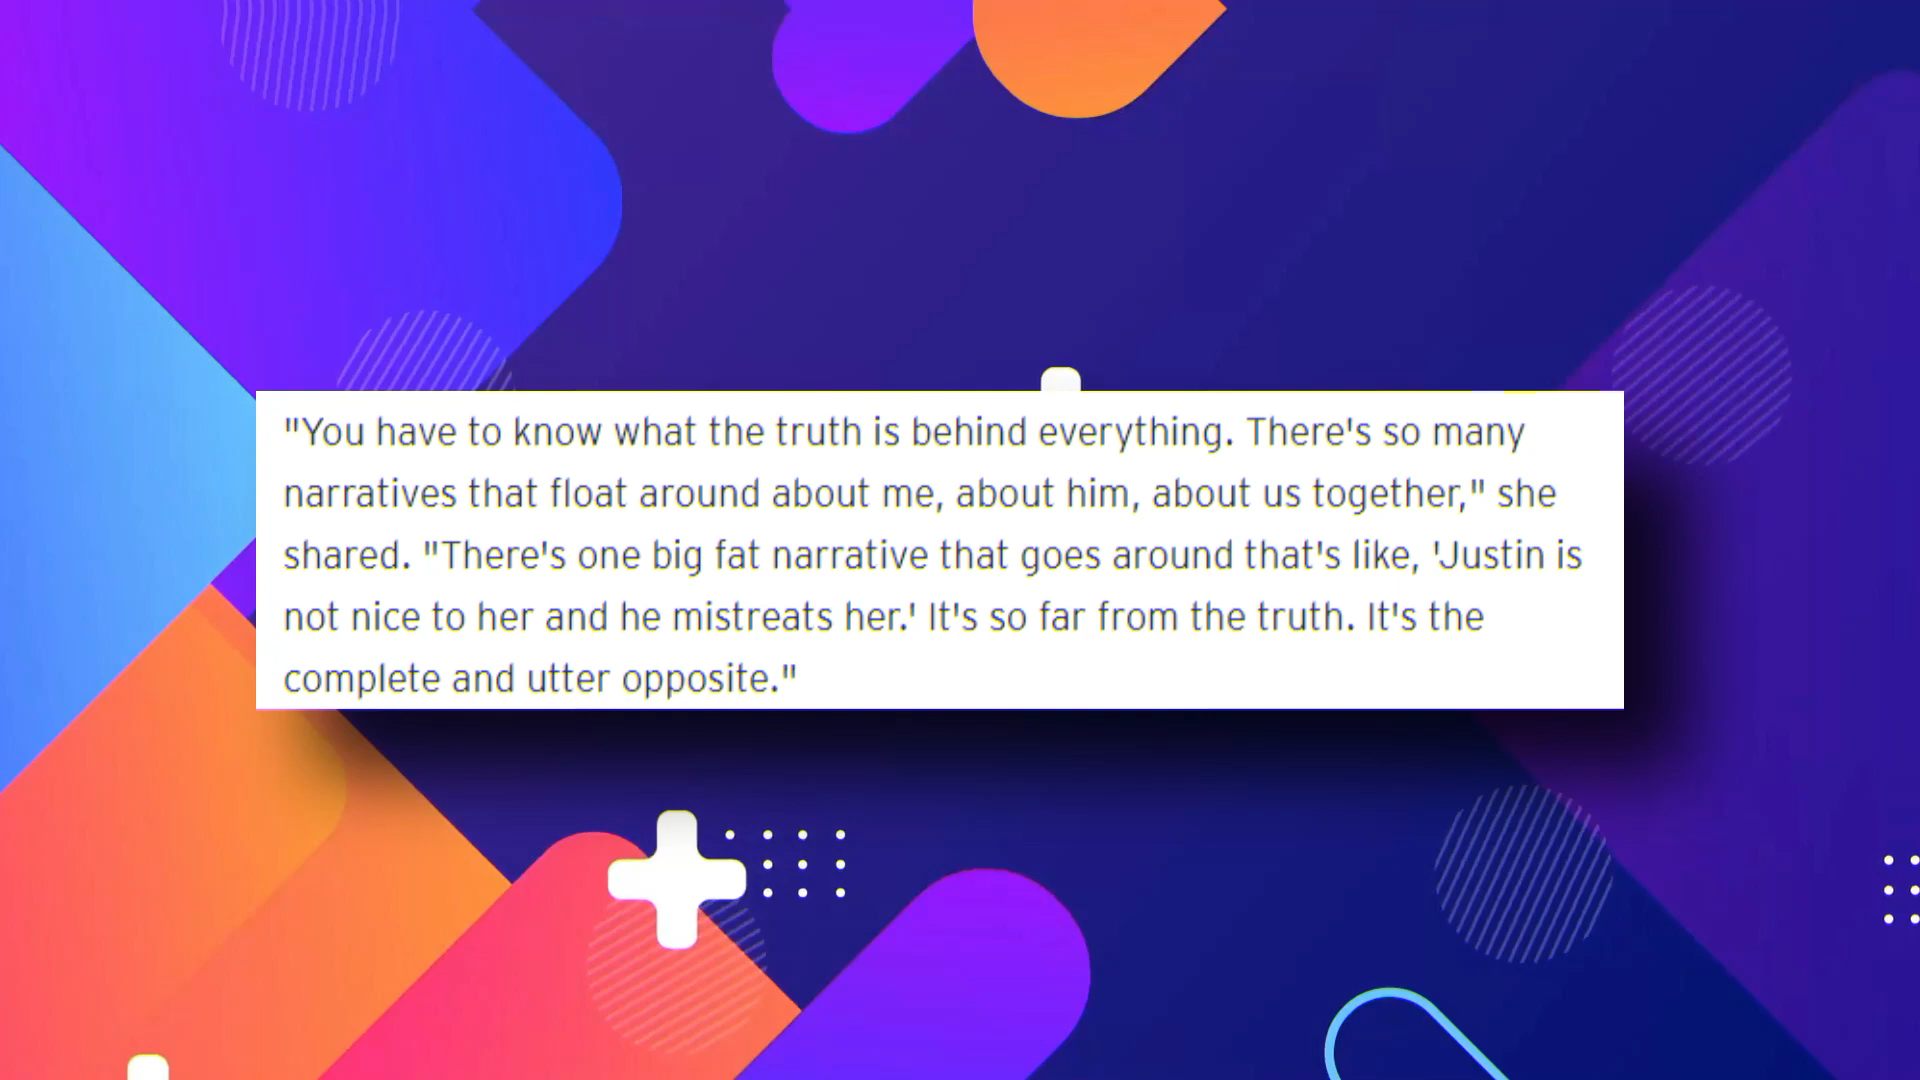 "You have to know what the truth is behind everything. There's so many
narratives that float around about me, about him, about us together," she
shared. "There's one big fat narrative that goes around that's like, 'Justin is
not nice to her and he mistreats her.' It's so far from the truth. It's the
complete and utter opposite."